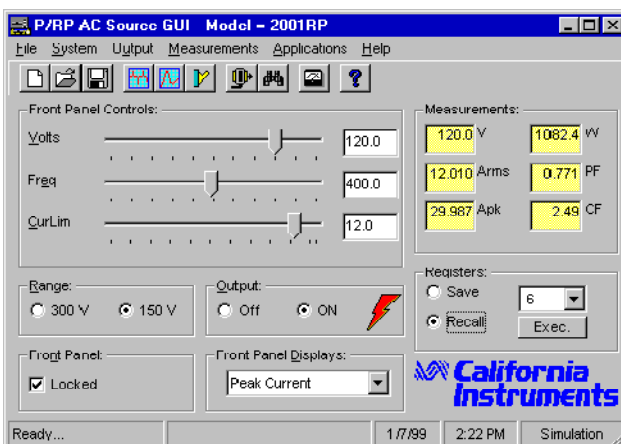 P/RP AC Source GUI   Model - 2001RP
File System Uutput Measurements Applications Help
Front Panel Controls:
Volts
120.0
Freq
400.0
CurLim
12.0
Measurements:
120.0 V
1082.4 W
12.010 Arms
0.771 PF
29.987 Apk
2.49 CF
Range:
300 V
150 V
Output:
Off
ON
Registers:
Save
Recall
6
Exec.
Front Panel:
Locked
Front Panel Displays:
Peak Current
California
Instruments
Ready...
1/7/99
2:22 PM
Simulation